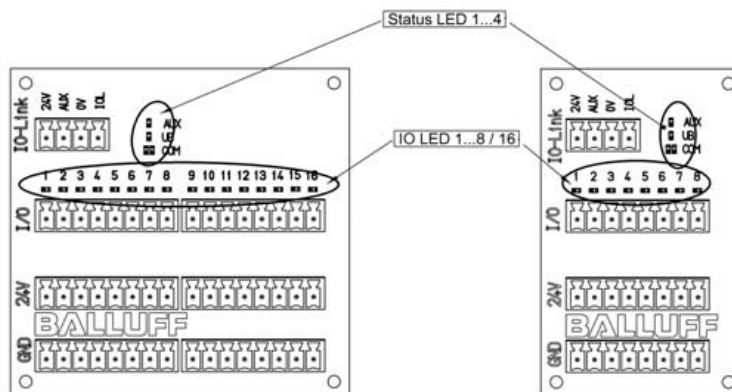 Status LED 1...4
24V AUX 0V IOL
IO-Link
AUX
UB
COM
IO LED 1...8 / 16
1 2 3 4 5 6 7 8 9 10 11 12 13 14 15 16
I/O
24V
BALLUFF
GND
24V AUX 0V IOL
IO-Link
AUX
UB
COM
1 2 3 4 5 6 7 8
I/O
24V
BALLUFF
GND